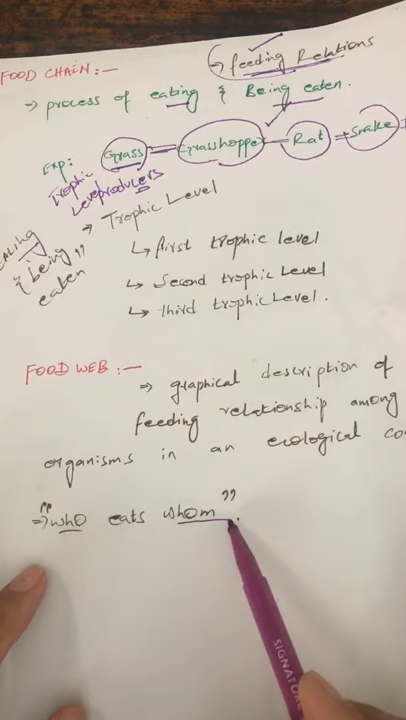 → feeding Relations
FOOD CHAIN:—
→ process of eating & Being eaten.
Exp: Grass = Grasshopper — Rat → Snake
Trophic
Level producers
→ Trophic Level
eating
& being
eaten"
↳ first trophic level
↳ Second trophic Level
↳ third trophic Level.
FOOD WEB:—
⇒ graphical description of
feeding relationship among
organisms in an ecological
"⇒ who eats whom".
SIGNATURE